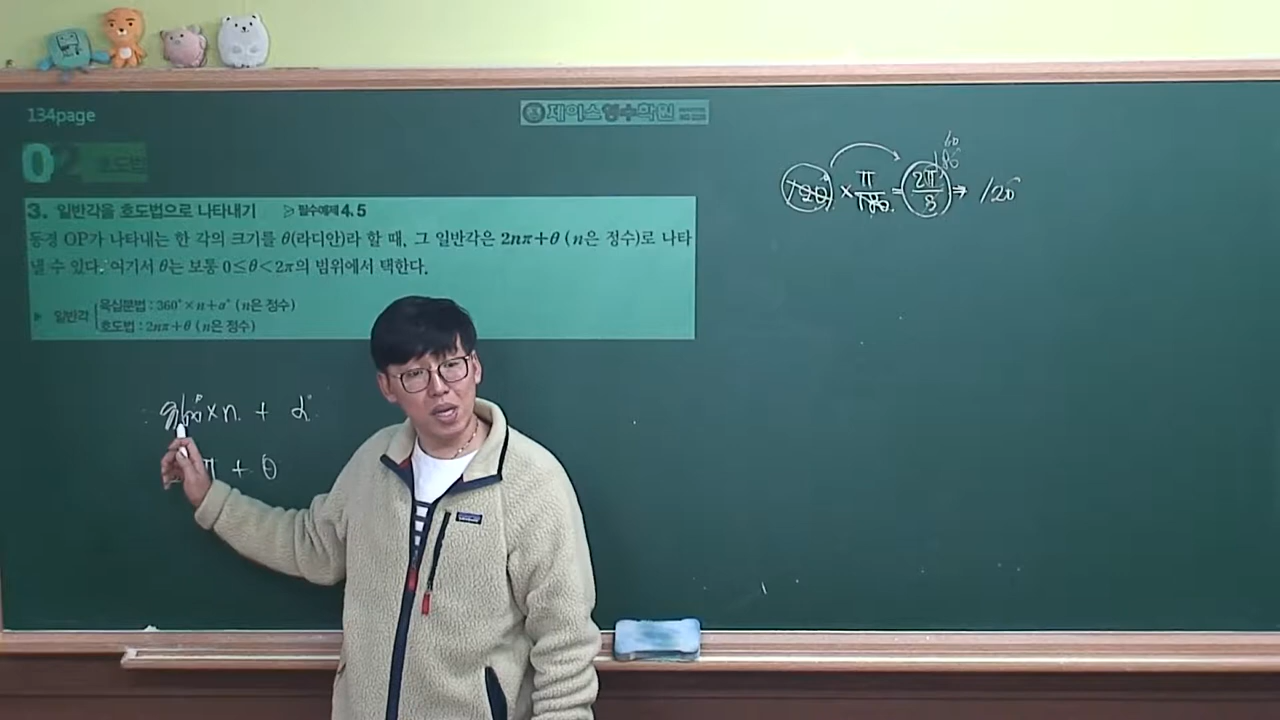 134page
제이스영수학원
02 호도법
3. 일반각을 호도법으로 나타내기 ▷ 필수예제 4, 5
동경 OP가 나타내는 한 각의 크기를 θ(라디안)라 할 때, 그 일반각은 2nπ+θ (n은 정수)로 나타
낼 수 있다. 여기서 θ는 보통 0≤θ<2π의 범위에서 택한다.
▶ 일반각
육십분법 : 360°×n+α° (n은 정수)
호도법 : 2nπ+θ (n은 정수)
120° × π/180 = 2π/3 ⇒ 120°
60
180°
360°×n + α°
π + θ
PATAGONIA